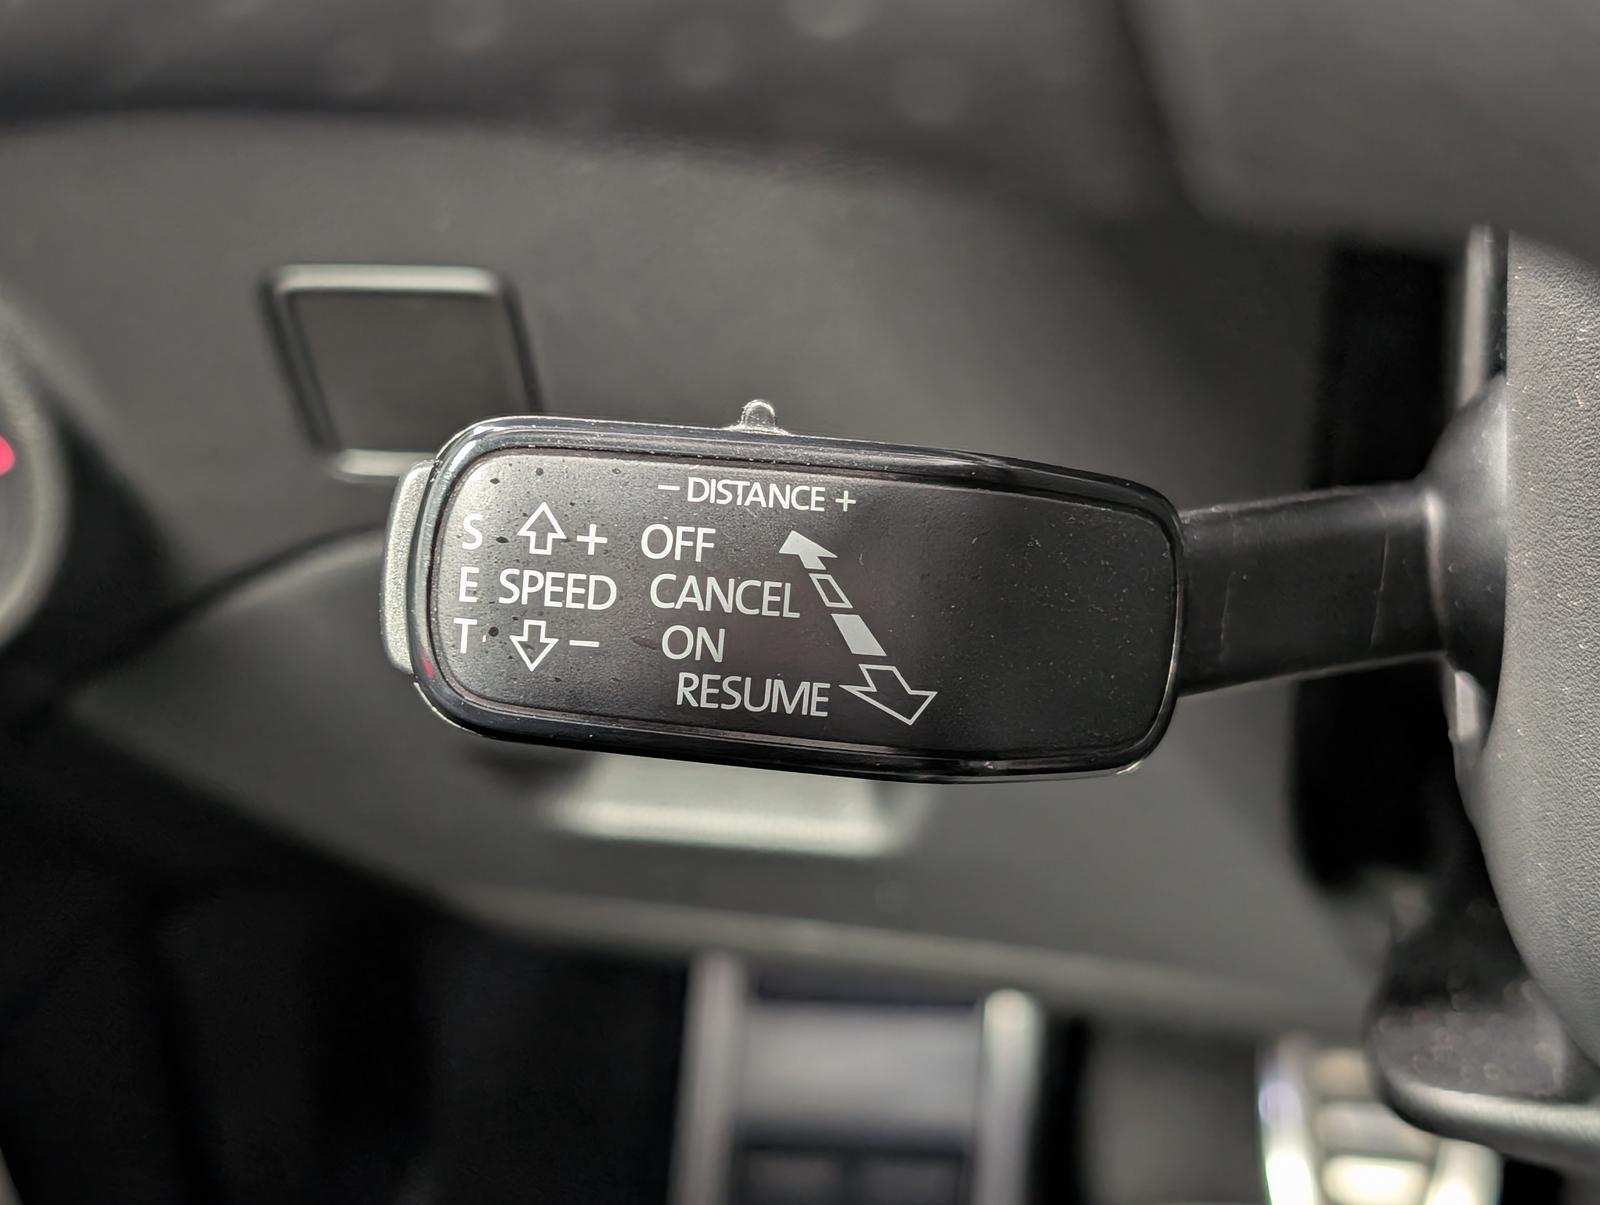 – DISTANCE +
S + OFF
E SPEED CANCEL
T – ON
RESUME